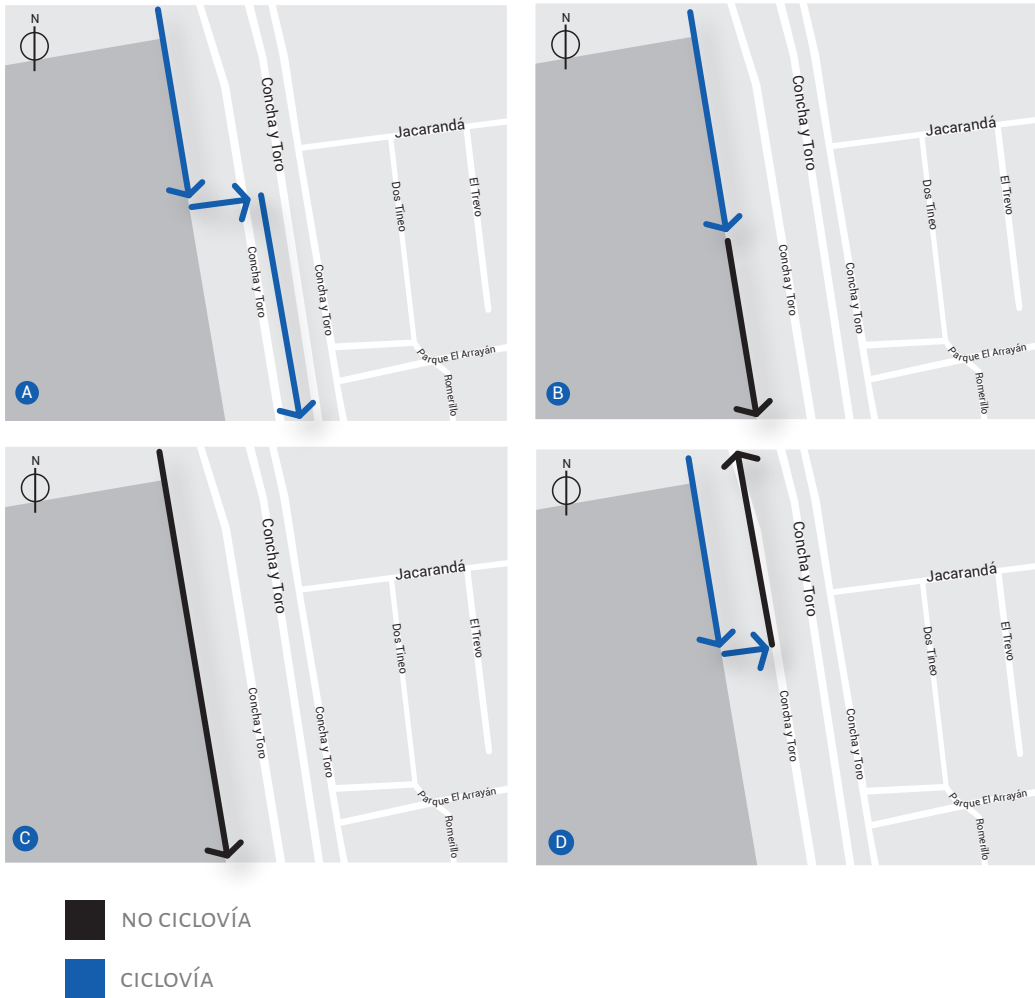 N
Concha y Toro
Jacarandá
Dos Tineo
El Trevo
Concha y Toro
Concha y Toro
Parque El Arrayán
Romerillo
A
N
Concha y Toro
Jacarandá
Dos Tineo
El Trevo
Concha y Toro
Concha y Toro
Parque El Arrayán
Romerillo
B
N
Concha y Toro
Jacarandá
Dos Tineo
El Trevo
Concha y Toro
Concha y Toro
Parque El Arrayán
Romerillo
C
N
Concha y Toro
Jacarandá
Dos Tineo
El Trevo
Concha y Toro
Concha y Toro
Parque El Arrayán
Romerillo
D
NO CICLOVÍA
CICLOVÍA